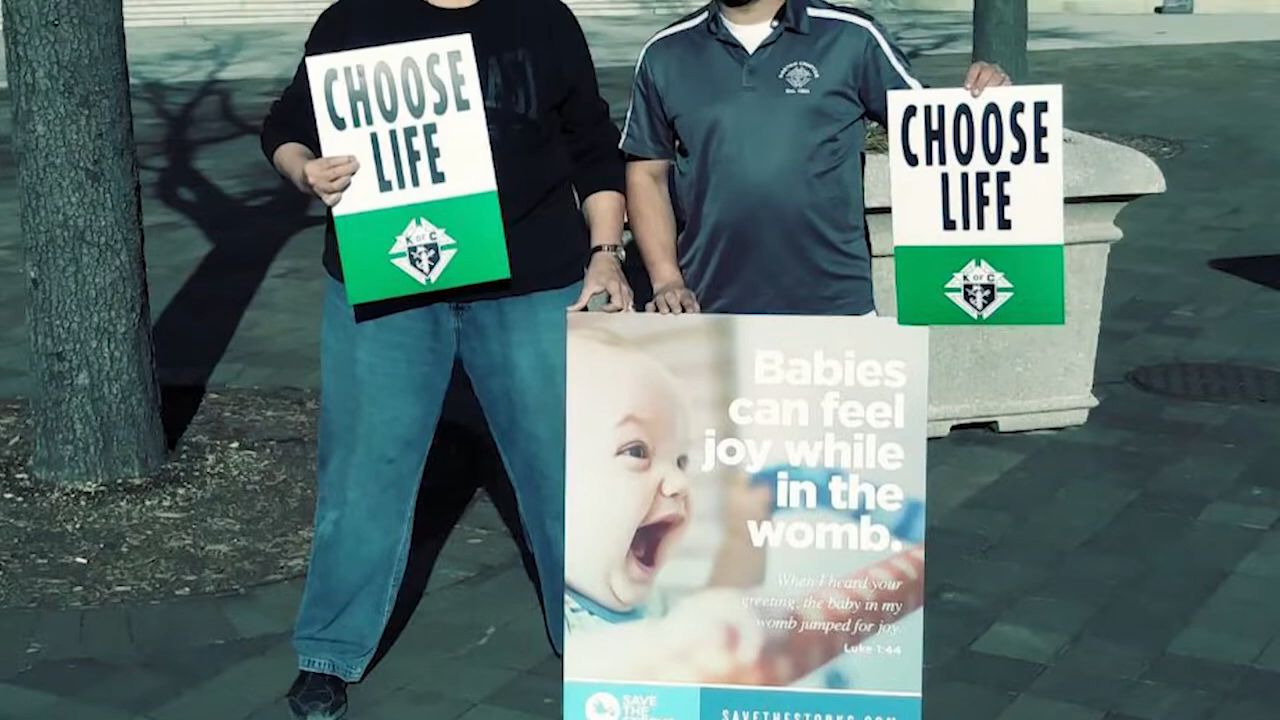 CHOOSE
LIFE
K OF C
CHOOSE
LIFE
K OF C
Babies
can feel
joy while
in the
womb.
When I heard your
greeting, the baby in my
womb jumped for joy.
Luke 1:44
SAVE
THE
SAVETHESTORKS.COM